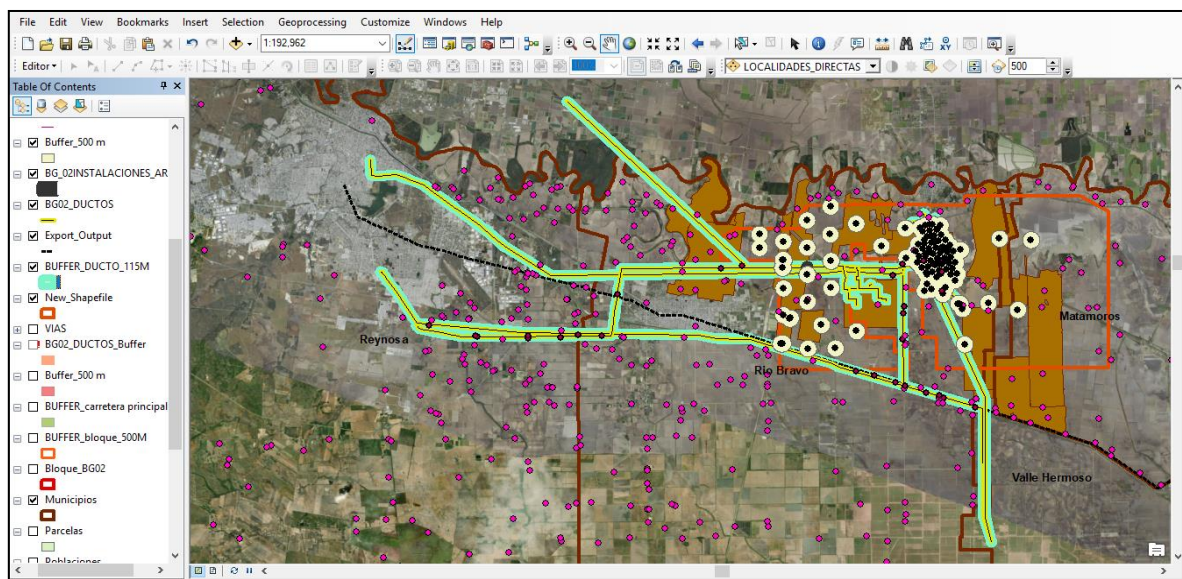 File Edit View Bookmarks Insert Selection Geoprocessing Customize Windows Help
1:192,962
Editor
LOCALIDADES_DIRECTAS
500
Table Of Contents
Buffer_500 m
BG_02INSTALACIONES_AR
BG02_DUCTOS
Export_Output
BUFFER_DUCTO_115M
New_Shapefile
VIAS
BG02_DUCTOS_Buffer
Buffer_500 m
BUFFER_carretera principal
BUFFER_bloque_500M
Bloque_BG02
Municipios
Parcelas
Poblaciones
Matamoros
Reynosa
Rio Bravo
Valle Hermoso